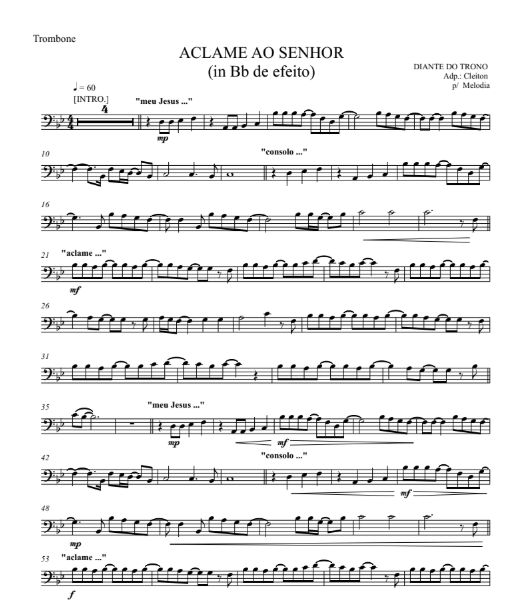 Trombone
ACLAME AO SENHOR
(in Bb de efeito)
DIANTE DO TRONO
Adp.: Cleiton
p/ Melodia
♩ = 60
[INTRO.]
4
"meu Jesus ..."
mp
10
"consolo ..."
16
21
"aclame ..."
mf
26
31
35
"meu Jesus ..."
mp
mf
42
"consolo ..."
mf
48
mp
53
"aclame ..."
f